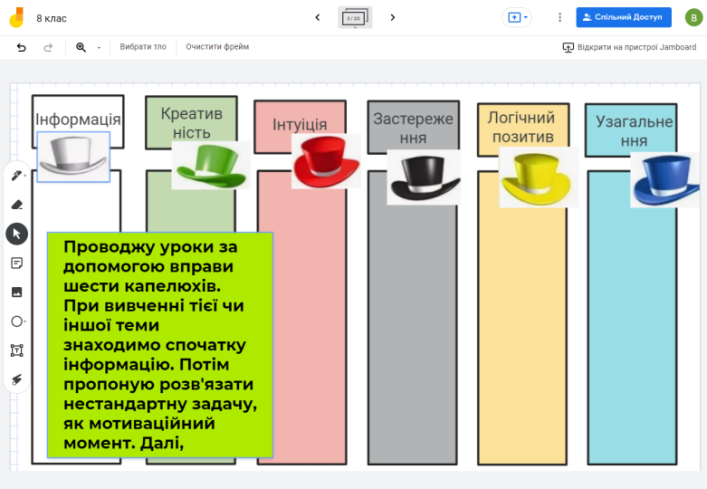 8 клас
3 / 20
Спільний Доступ
B
Вибрати тло
Очистити фрейм
Відкрити на пристрої Jamboard
Інформація
Креатив
ність
Інтуіція
Застереже
ння
Логічний
позитив
Узагальне
ння
Проводжу уроки за
допомогою вправи
шести капелюхів.
При вивченні тієї чи
іншої теми
знаходимо спочатку
інформацію. Потім
пропоную розв'язати
нестандартну задачу,
як мотиваційний
момент. Далі,